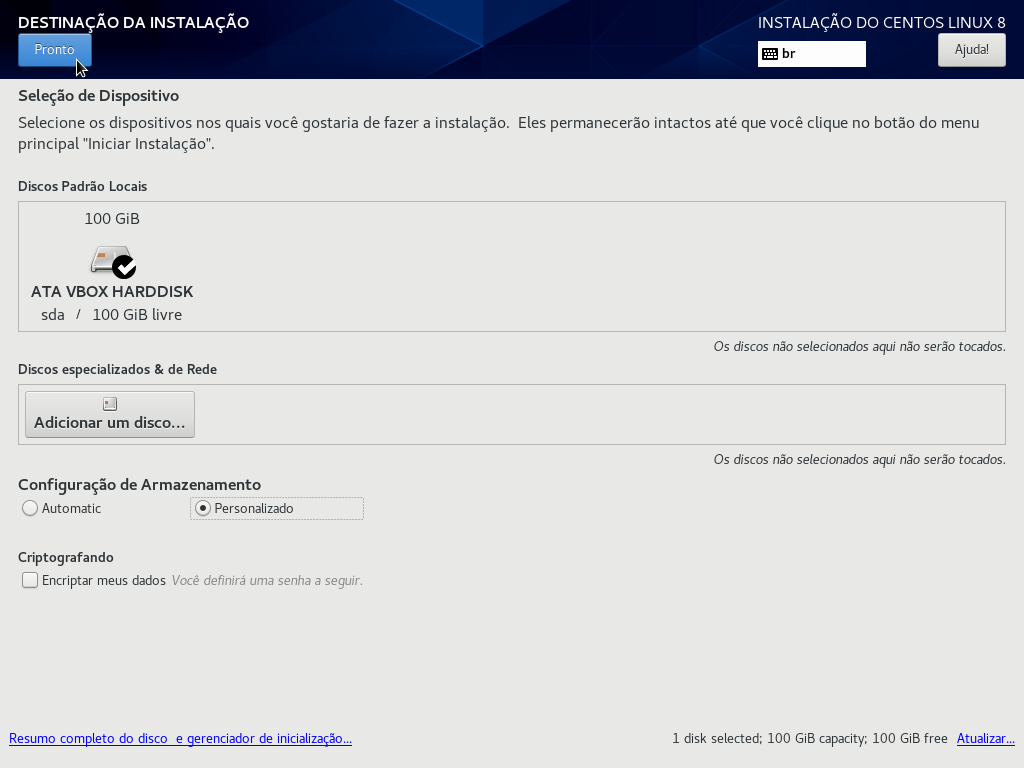 DESTINAÇÃO DA INSTALAÇÃO
INSTALAÇÃO DO CENTOS LINUX 8
Pronto
br
Ajuda!
Seleção de Dispositivo
Selecione os dispositivos nos quais você gostaria de fazer a instalação.  Eles permanecerão intactos até que você clique no botão do menu
principal "Iniciar Instalação".
Discos Padrão Locais
100 GiB
ATA VBOX HARDDISK
sda / 100 GiB livre
Os discos não selecionados aqui não serão tocados.
Discos especializados & de Rede
Adicionar um disco...
Os discos não selecionados aqui não serão tocados.
Configuração de Armazenamento
Automatic
Personalizado
Criptografando
Encriptar meus dados Você definirá uma senha a seguir.
Resumo completo do disco  e gerenciador de inicialização...
1 disk selected; 100 GiB capacity; 100 GiB free
Atualizar...